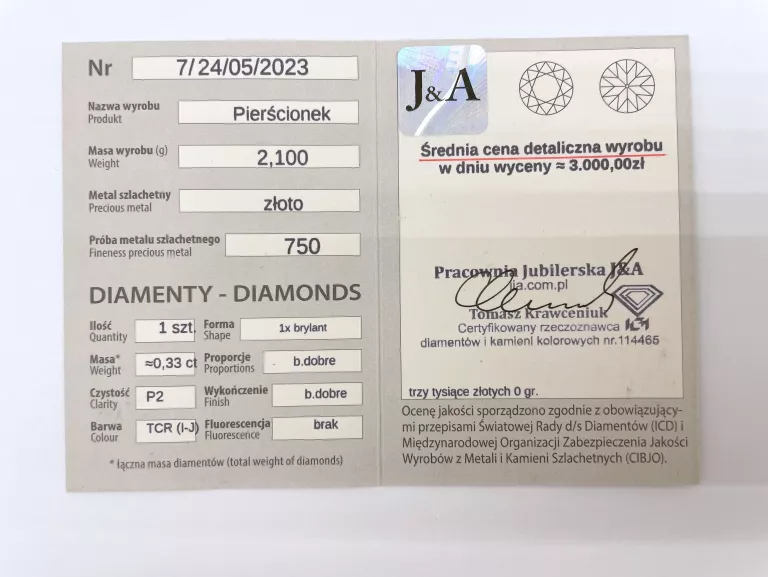 Nr 7/24/05/2023
Nazwa wyrobu
Produkt
Pierścionek
Masa wyrobu (g)
Weight
2,100
Metal szlachetny
Precious metal
złoto
Próba metalu szlachetnego
Fineness precious metal
750
DIAMENTY - DIAMONDS
Ilość
Quantity
1 szt.
Forma
Shape
1x brylant
Masa*
Weight
≈0,33 ct
Proporcje
Proportions
b.dobre
Czystość
Clarity
P2
Wykończenie
Finish
b.dobre
Barwa
Colour
TCR (I-J)
Fluorescencja
Fluorescence
brak
* łączna masa diamentów (total weight of diamonds)
J&A
Średnia cena detaliczna wyrobu
w dniu wyceny ≈ 3.000,00zł
Pracownia Jubilerska J&A
ja.com.pl
Tomasz Krawceniuk
Certyfikowany rzeczoznawca
diamentów i kamieni kolorowych nr.114465
trzy tysiące złotych 0 gr.
Ocenę jakości sporządzono zgodnie z obowiązujący-
mi przepisami Światowej Rady d/s Diamentów (ICD) i
Międzynarodowej Organizacji Zabezpieczenia Jakości
Wyrobów z Metali i Kamieni Szlachetnych (CIBJO).